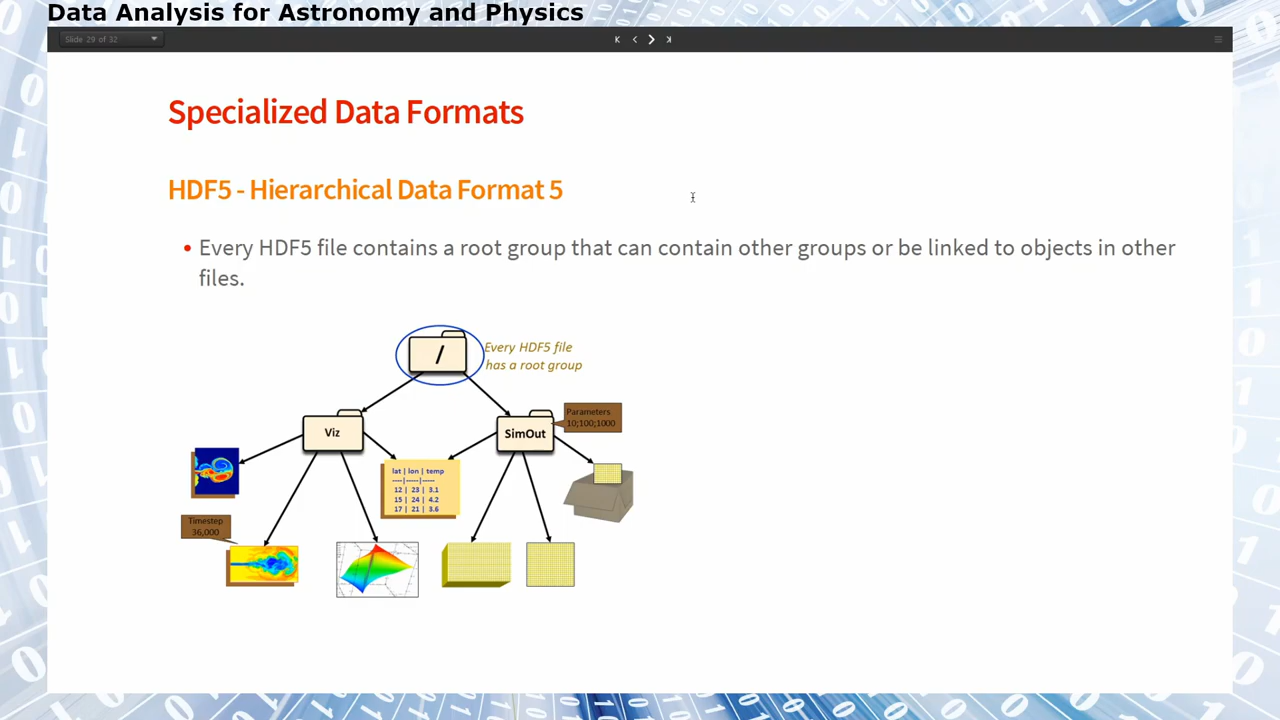 Data Analysis for Astronomy and Physics
Slide 29 of 32
Specialized Data Formats
HDF5 - Hierarchical Data Format 5
• Every HDF5 file contains a root group that can contain other groups or be linked to objects in other
files.
/
Every HDF5 file
has a root group
Viz
SimOut
Parameters
10;100;1000
lat | lon | temp
----|-----|-----
12 | 23 | 3.1
15 | 24 | 4.2
17 | 21 | 3.6
Timestep
36,000